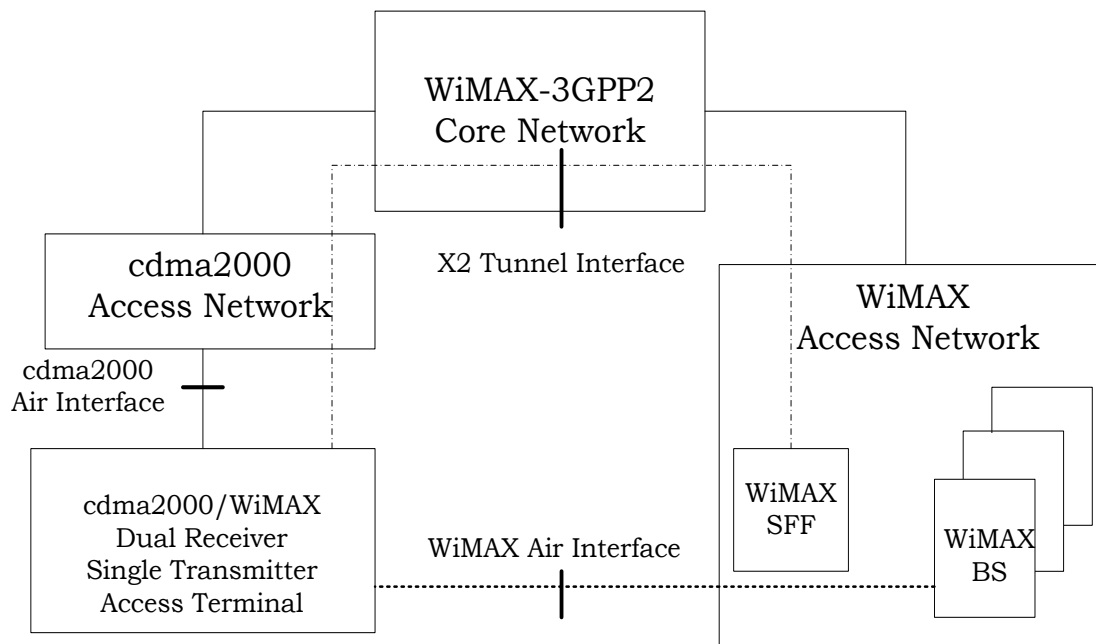 WiMAX-3GPP2
Core Network
cdma2000
Access Network
X2 Tunnel Interface
WiMAX
Access Network
cdma2000
Air Interface
cdma2000/WiMAX
Dual Receiver
Single Transmitter
Access Terminal
WiMAX Air Interface
WiMAX
SFF
WiMAX
BS